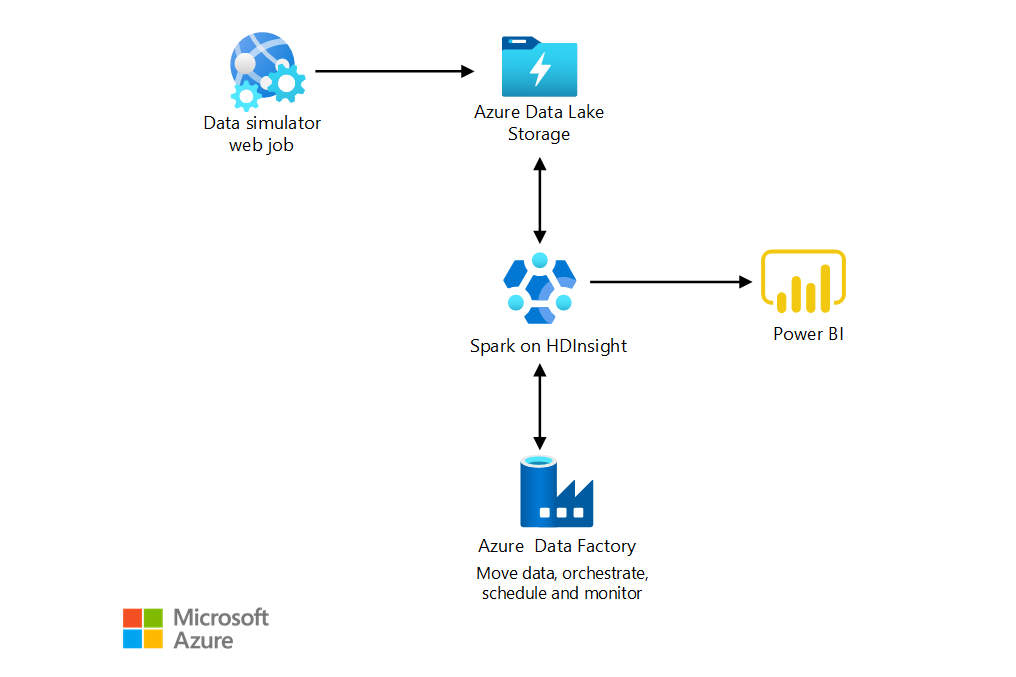 Data simulator
web job
Azure Data Lake
Storage
Spark on HDInsight
Power BI
Azure  Data Factory
Move data, orchestrate,
schedule and monitor
Microsoft
Azure